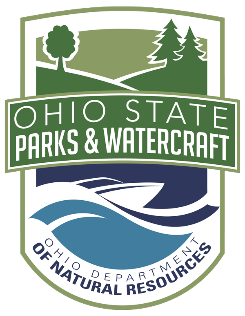 OHIO STATE
PARKS & WATERCRAFT
OHIO DEPARTMENT
OF NATURAL RESOURCES